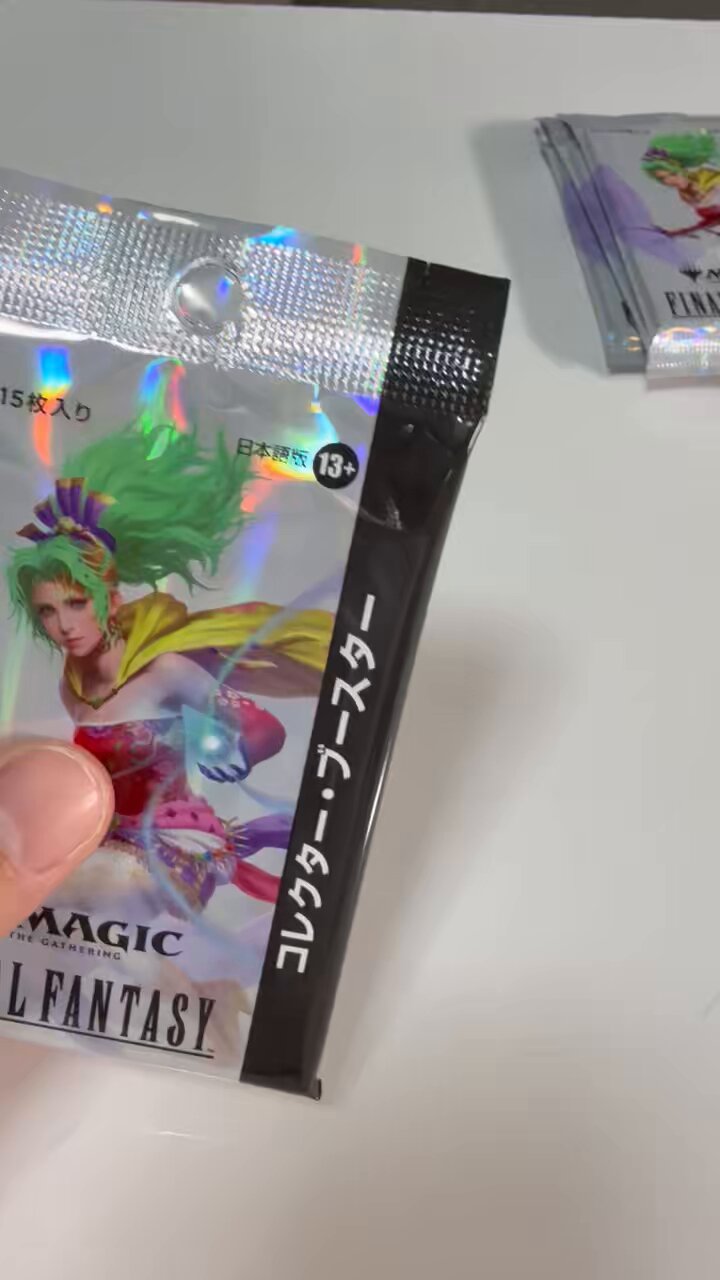 15枚入り
日本語版 13+
コレクター・ブースター
MAGIC
THE GATHERING
L FANTASY
FINA